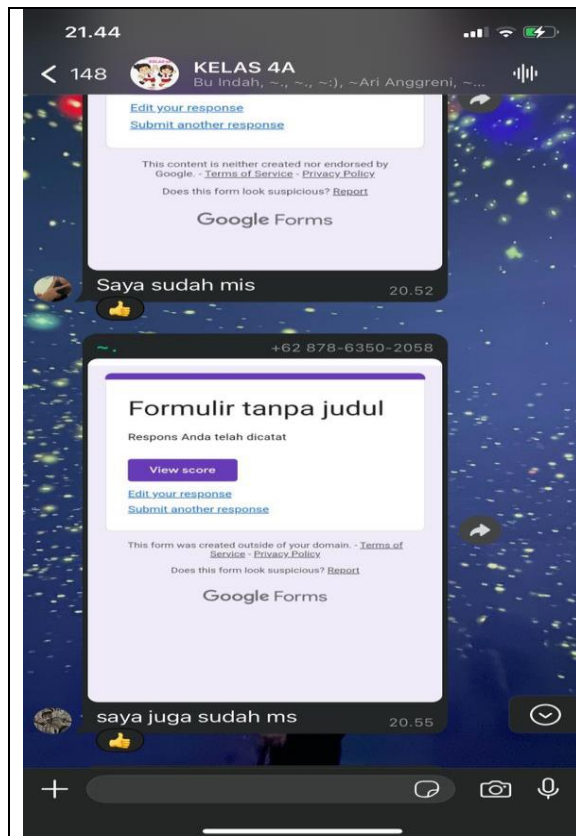 21.44
148
KELAS 4A
Bu Indah, ~., ~., ~:), ~Ari Anggreni, ~...
Edit your response
Submit another response
This content is neither created nor endorsed by
Google. - Terms of Service - Privacy Policy
Does this form look suspicious? Report
Google Forms
Saya sudah mis
20.52
~.
+62 878-6350-2058
Formulir tanpa judul
Respons Anda telah dicatat
View score
Edit your response
Submit another response
This form was created outside of your domain. - Terms of
Service - Privacy Policy
Does this form look suspicious? Report
Google Forms
saya juga sudah ms
20.55